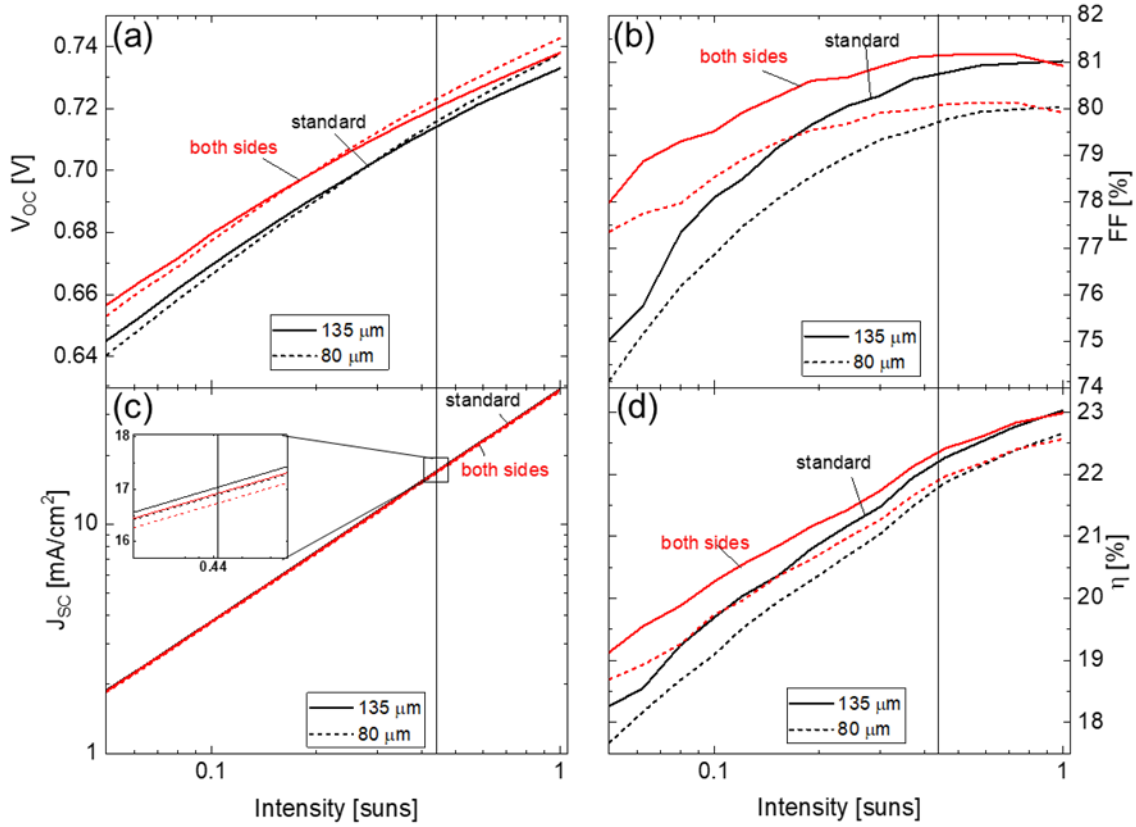 (a)
0.74
0.72
0.70
0.68
0.66
0.64
V_OC [V]
both sides
standard
135 μm
80 μm
(b)
82
81
80
79
78
77
76
75
74
FF [%]
both sides
standard
135 μm
80 μm
(c)
10
1
J_SC [mA/cm²]
standard
both sides
18
17
16
0.44
135 μm
80 μm
0.1
1
Intensity [suns]
(d)
23
22
21
20
19
18
η [%]
standard
both sides
135 μm
80 μm
0.1
1
Intensity [suns]